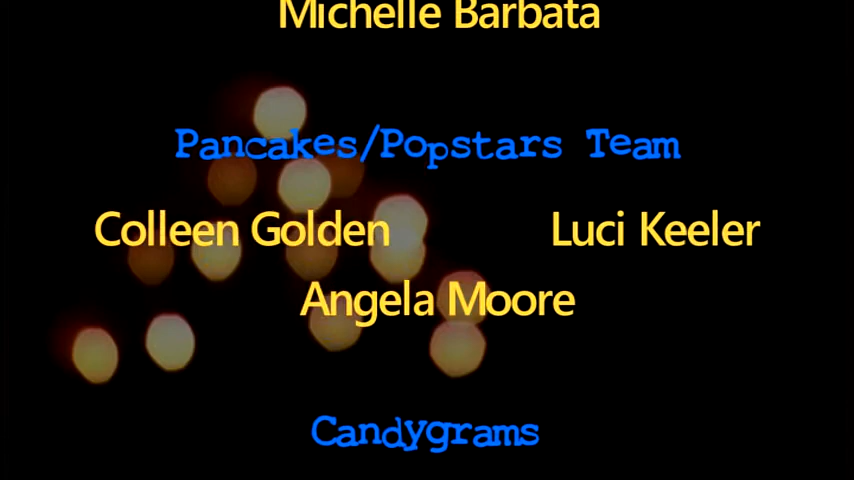 Michelle Barbata
Pancakes/Popstars Team
Colleen Golden Luci Keeler
Angela Moore
Candygrams